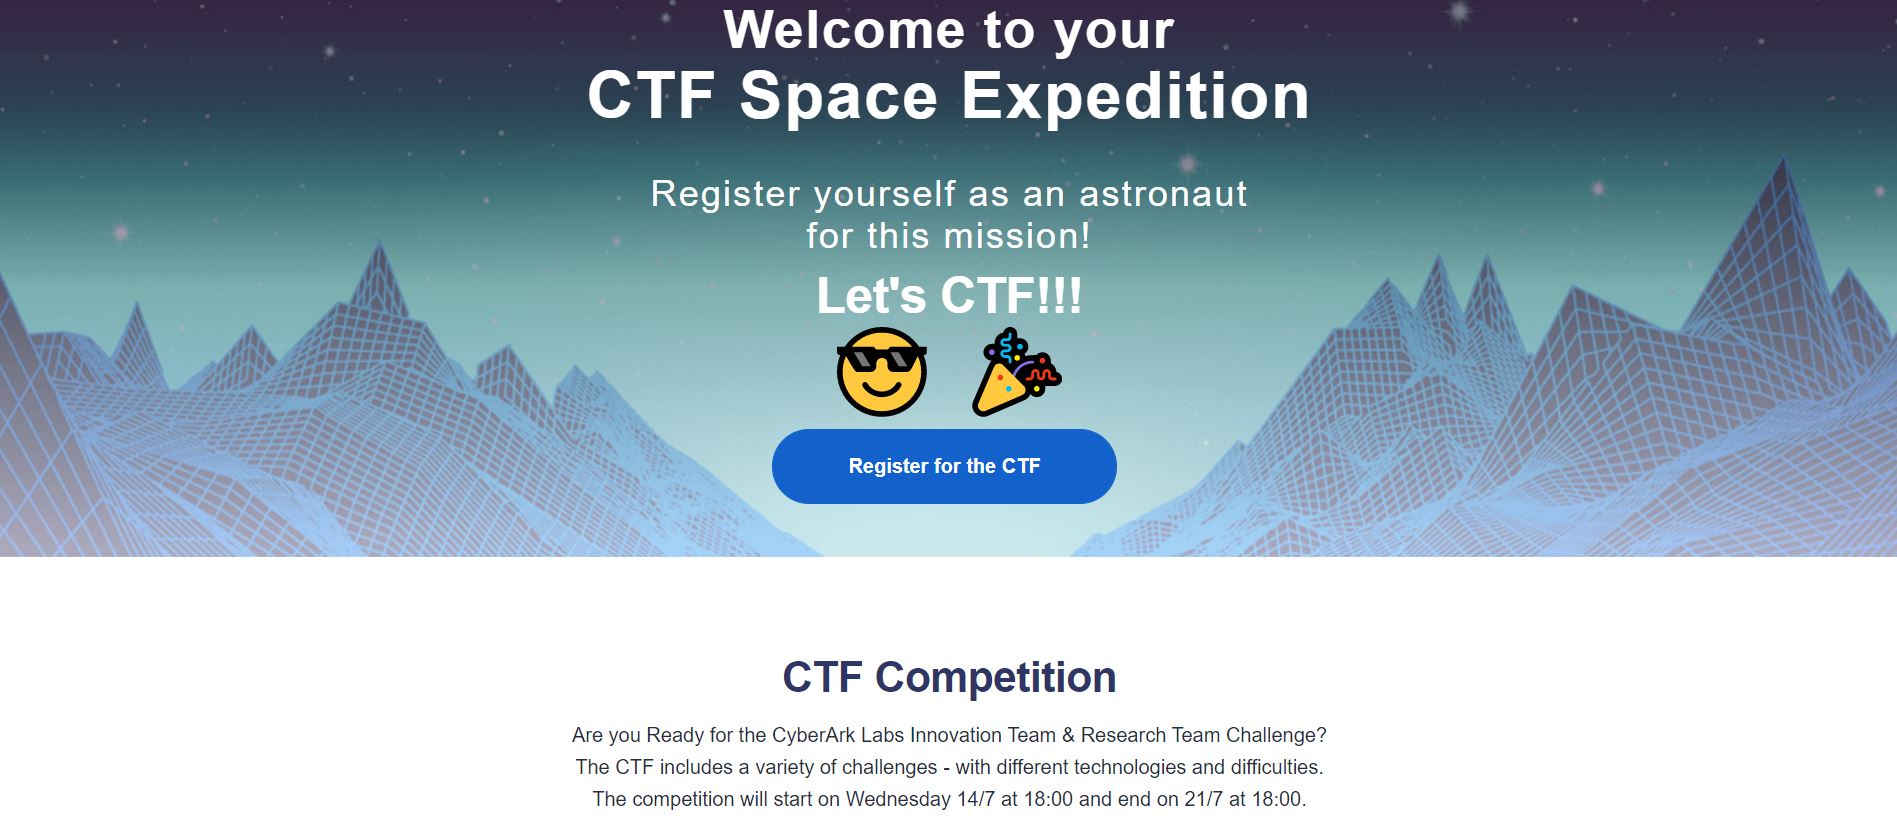 Welcome to your
CTF Space Expedition
Register yourself as an astronaut
for this mission!
Let's CTF!!!
Register for the CTF
CTF Competition
Are you Ready for the CyberArk Labs Innovation Team & Research Team Challenge?
The CTF includes a variety of challenges - with different technologies and difficulties.
The competition will start on Wednesday 14/7 at 18:00 and end on 21/7 at 18:00.